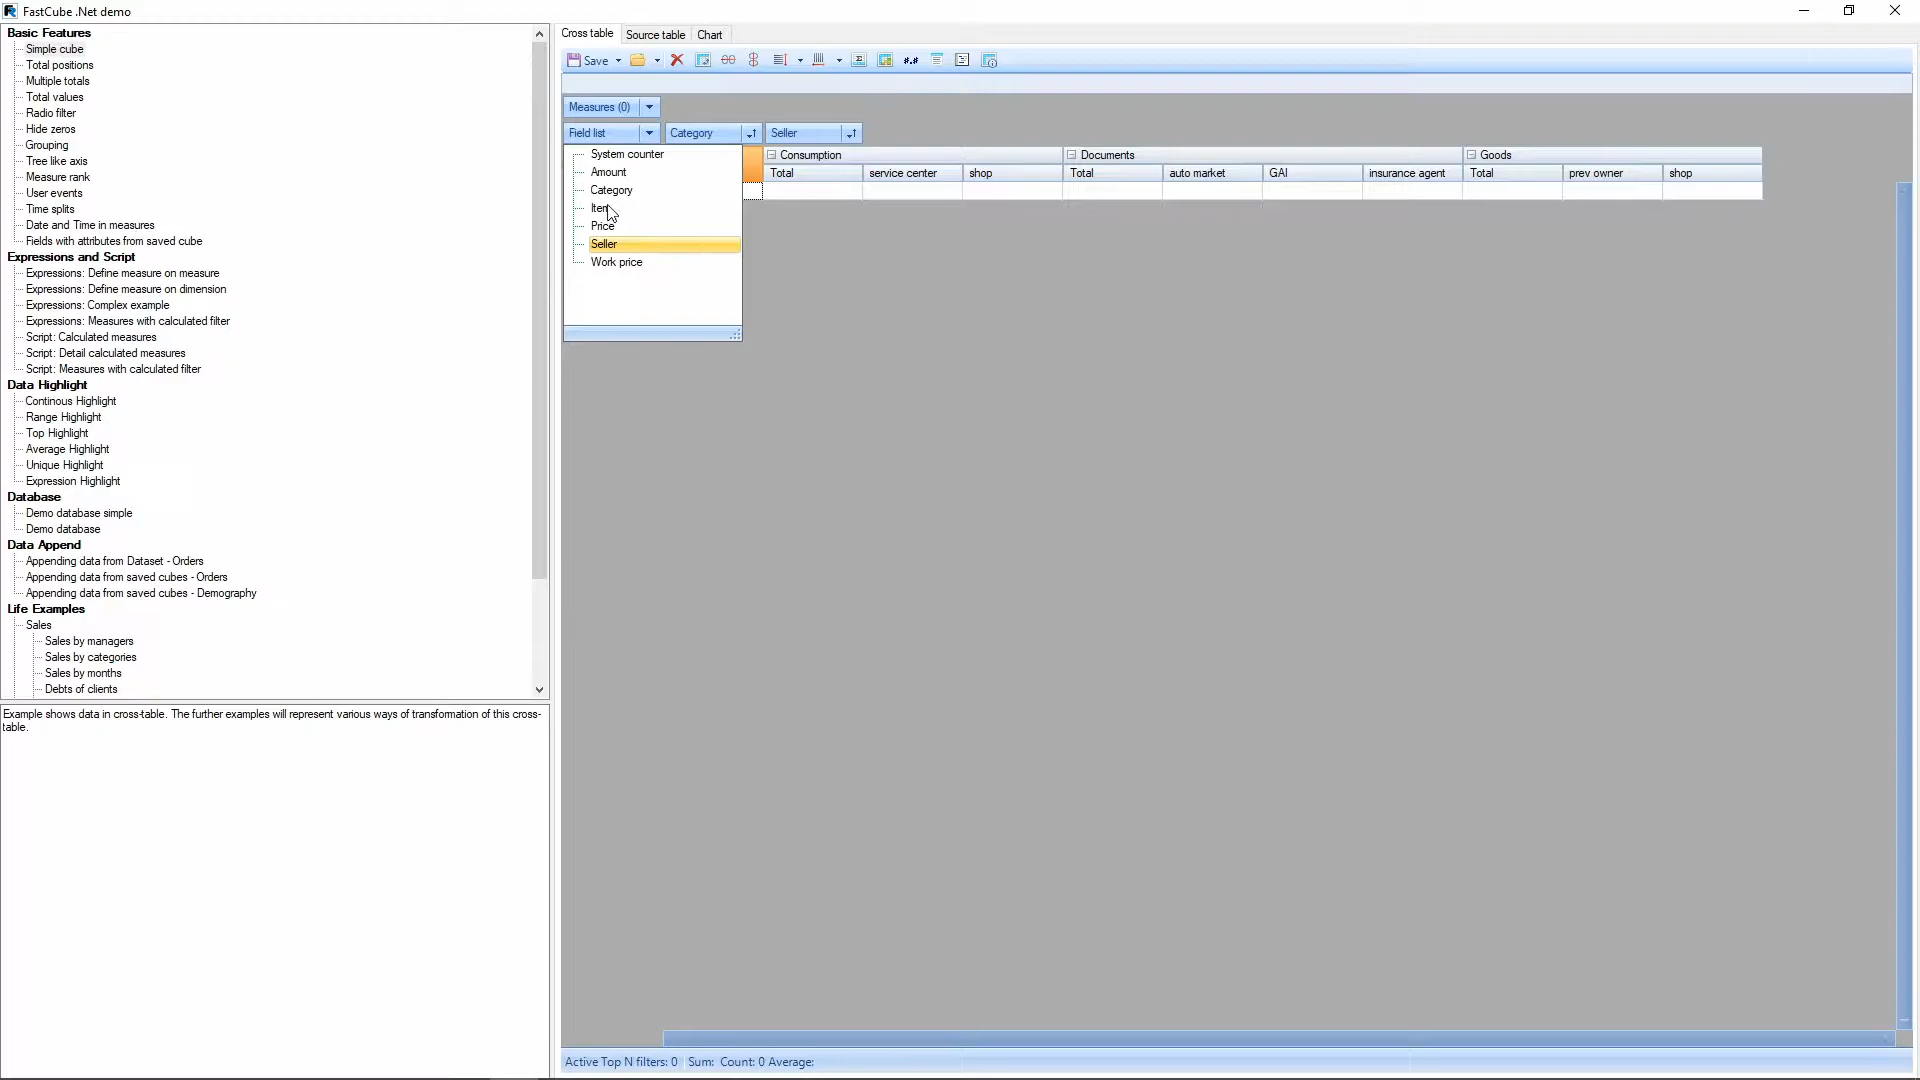 FastCube .Net demo
Basic Features
Simple cube
Total positions
Multiple totals
Total values
Radio filter
Hide zeros
Grouping
Tree like axis
Measure rank
User events
Time splits
Date and Time in measures
Fields with attributes from saved cube
Expressions and Script
Expressions: Define measure on measure
Expressions: Define measure on dimension
Expressions: Complex example
Expressions: Measures with calculated filter
Script: Calculated measures
Script: Detail calculated measures
Script: Measures with calculated filter
Data Highlight
Continous Highlight
Range Highlight
Top Highlight
Average Highlight
Unique Highlight
Expression Highlight
Database
Demo database simple
Demo database
Data Append
Appending data from Dataset - Orders
Appending data from saved cubes - Orders
Appending data from saved cubes - Demography
Life Examples
Sales
Sales by managers
Sales by categories
Sales by months
Debts of clients
Example shows data in cross-table. The further examples will represent various ways of transformation of this cross-
table.
Cross table Source table Chart
Save
Measures (0)
Field list Category Seller
System counter
Amount
Category
Item
Price
Seller
Work price
Consumption Documents Goods
Total service center shop Total auto market GAI insurance agent Total prev owner shop
Active Top N filters: 0 Sum: Count: 0 Average: